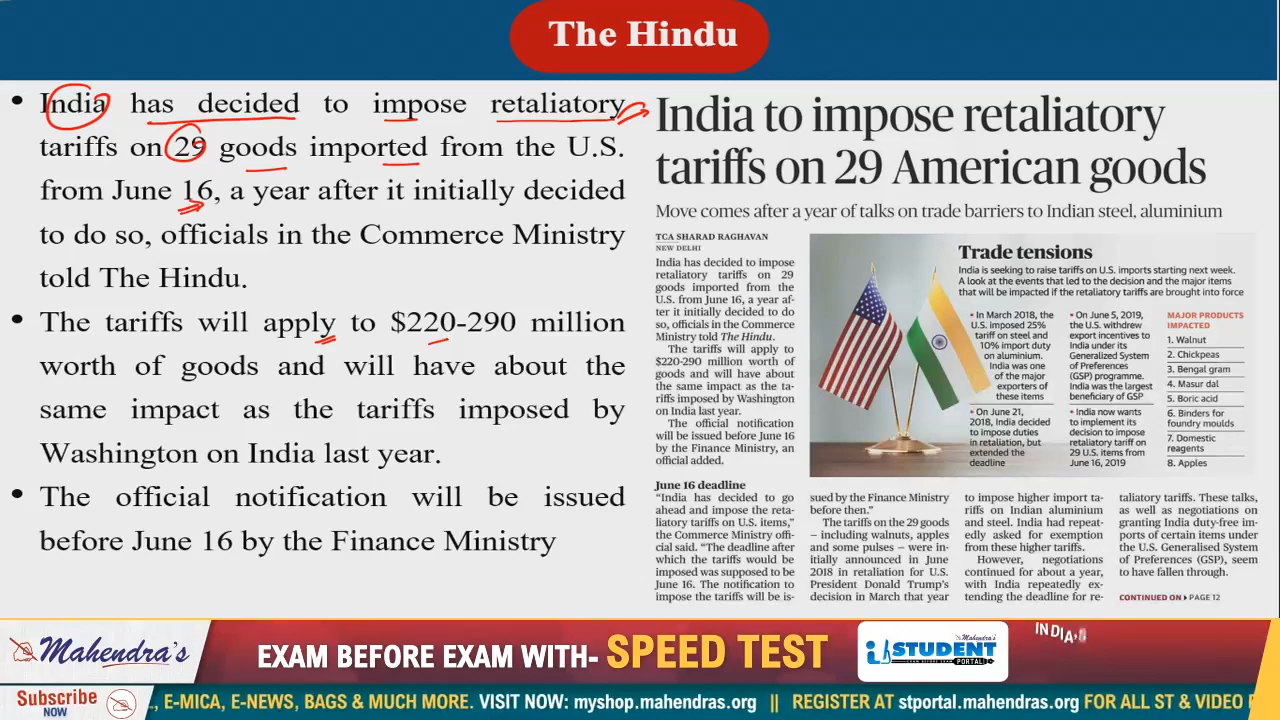 The Hindu
• India has decided to impose retaliatory
tariffs on 29 goods imported from the U.S.
from June 16, a year after it initially decided
to do so, officials in the Commerce Ministry
told The Hindu.
• The tariffs will apply to $220-290 million
worth of goods and will have about the
same impact as the tariffs imposed by
Washington on India last year.
• The official notification will be issued
before June 16 by the Finance Ministry
India to impose retaliatory
tariffs on 29 American goods
Move comes after a year of talks on trade barriers to Indian steel, aluminium
TCA SHARAD RAGHAVAN
NEW DELHI
India has decided to impose
retaliatory tariffs on 29
goods imported from the
U.S. from June 16, a year af-
ter it initially decided to do
so, officials in the Commerce
Ministry told The Hindu.
The tariffs will apply to
$220-290 million worth of
goods and will have about
the same impact as the ta-
riffs imposed by Washington
on India last year.
The official notification
will be issued before June 16
by the Finance Ministry, an
official added.
June 16 deadline
"India has decided to go
ahead and impose the reta-
liatory tariffs on U.S. items,"
the Commerce Ministry offi-
cial said. "The deadline after
which the tariffs would be
imposed was supposed to be
June 16. The notification to
impose the tariffs will be is-
Trade tensions
India is seeking to raise tariffs on U.S. imports starting next week.
A look at the events that led to the decision and the major items
that will be impacted if the retaliatory tariffs are brought into force
• In March 2018, the
U.S. imposed 25%
tariff on steel and
10% import duty
on aluminium.
India was one
of the major
exporters of
these items
• On June 21,
2018, India decided
to impose duties
in retaliation, but
extended the
deadline
• On June 5, 2019,
the U.S. withdrew
export incentives to
India under its
Generalized System
of Preferences
(GSP) programme.
India was the largest
beneficiary of GSP
• India now wants
to implement its
decision to impose
retaliatory tariff on
29 U.S. items from
June 16, 2019
MAJOR PRODUCTS
IMPACTED
1. Walnut
2. Chickpeas
3. Bengal gram
4. Masur dal
5. Boric acid
6. Binders for
foundry moulds
7. Domestic
reagents
8. Apples
sued by the Finance Ministry
before then."
The tariffs on the 29 goods
– including walnuts, apples
and some pulses – were in-
itially announced in June
2018 in retaliation for U.S.
President Donald Trump's
decision in March that year
to impose higher import ta-
riffs on Indian aluminium
and steel. India had repeat-
edly asked for exemption
from these higher tariffs.
However, negotiations
continued for about a year,
with India repeatedly ex-
tending the deadline for re-
taliatory tariffs. These talks,
as well as negotiations on
granting India duty-free im-
ports of certain items under
the U.S. Generalised System
of Preferences (GSP), seem
to have fallen through.
CONTINUED ON PAGE 12
Mahendra's
EXAM BEFORE EXAM WITH- SPEED TEST
Mahendra's
STUDENT
EXAM BEFORE EXAM PORTAL
INDIA'S
Subscribe
NOW
., E-MICA, E-NEWS, BAGS & MUCH MORE. VISIT NOW: myshop.mahendras.org || REGISTER AT stportal.mahendras.org FOR ALL ST & VIDEO